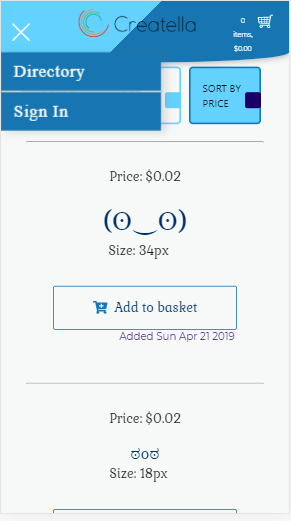 Creatella
0
items,
$0.00
Directory
Sign In
SORT BY
PRICE
Price: $0.02
(ʘ‿ʘ)
Size: 34px
Add to basket
Added Sun Apr 21 2019
Price: $0.02
ಠoಠ
Size: 18px